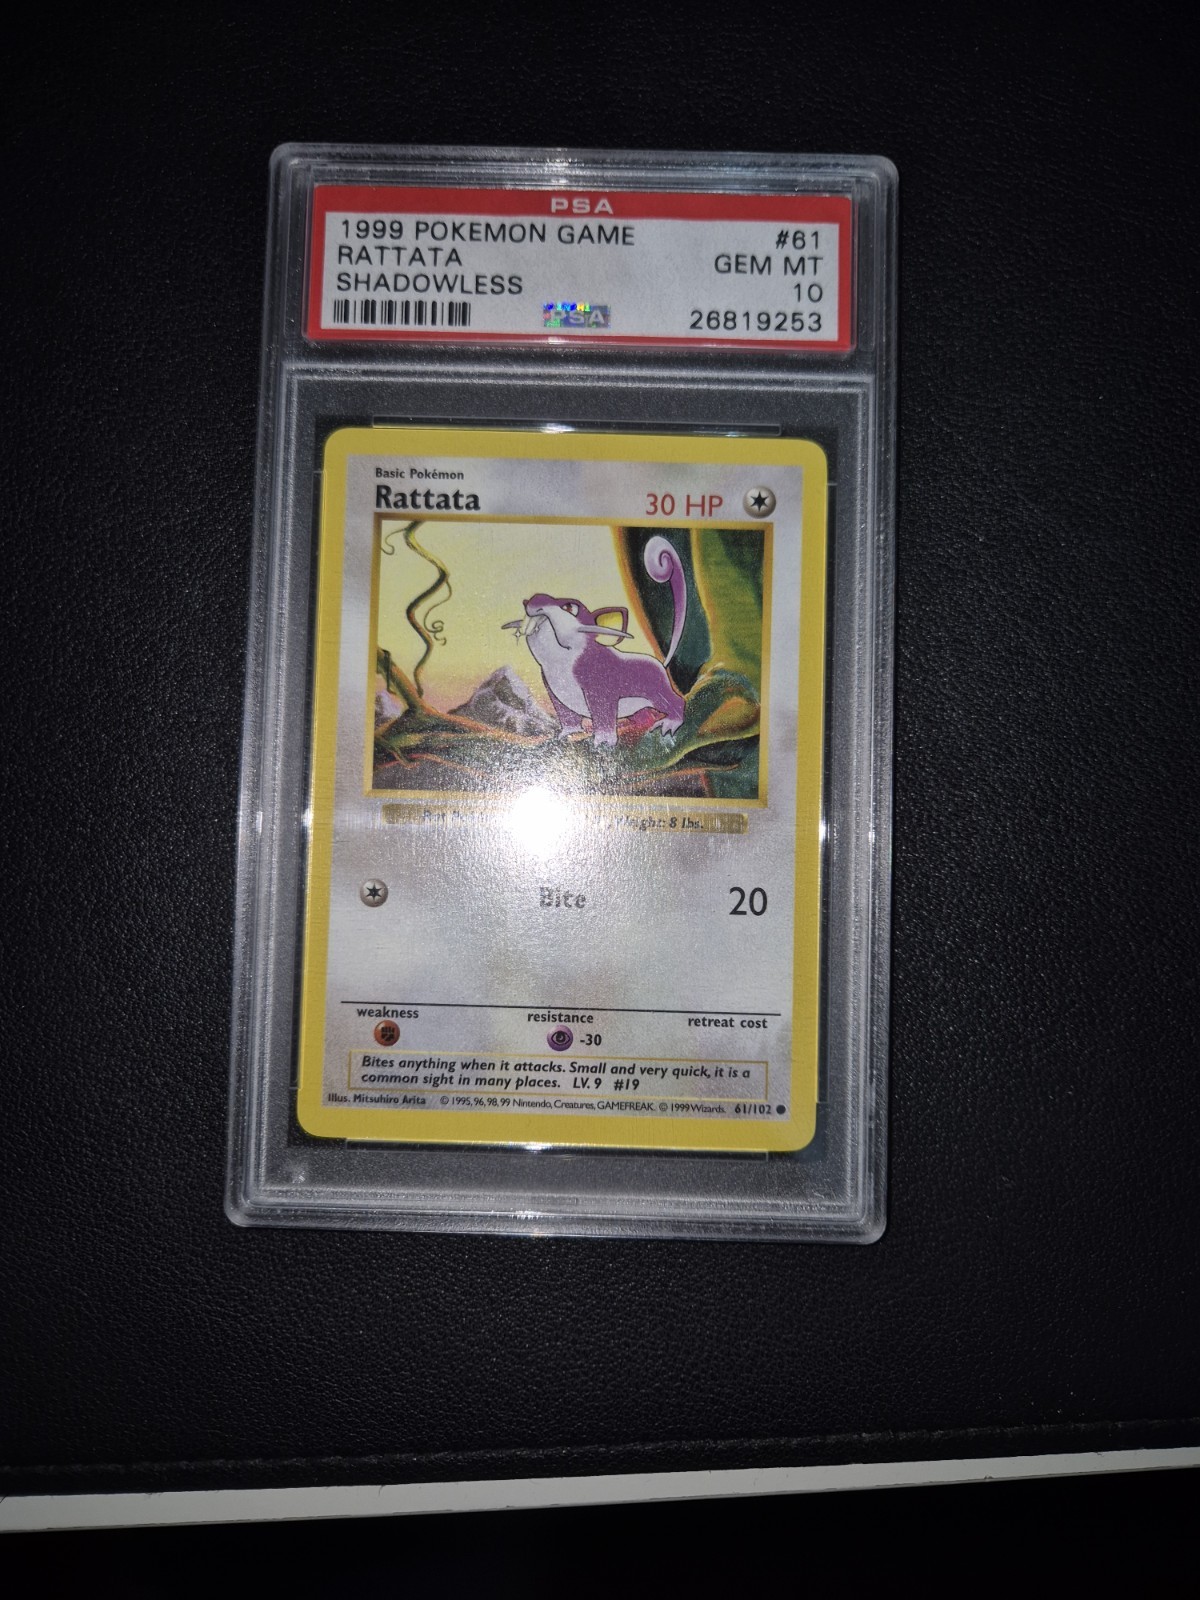 PSA
1999 POKEMON GAME #61
RATTATA GEM MT
SHADOWLESS 10
PSA 26819253
Basic Pokémon
Rattata 30 HP
Weight: 8 lbs.
Bite 20
weakness resistance retreat cost
-30
Bites anything when it attacks. Small and very quick, it is a
common sight in many places. LV. 9 #19
Illus. Mitsuhiro Arita © 1995, 96, 98, 99 Nintendo, Creatures, GAMEFREAK. © 1999 Wizards. 61/102